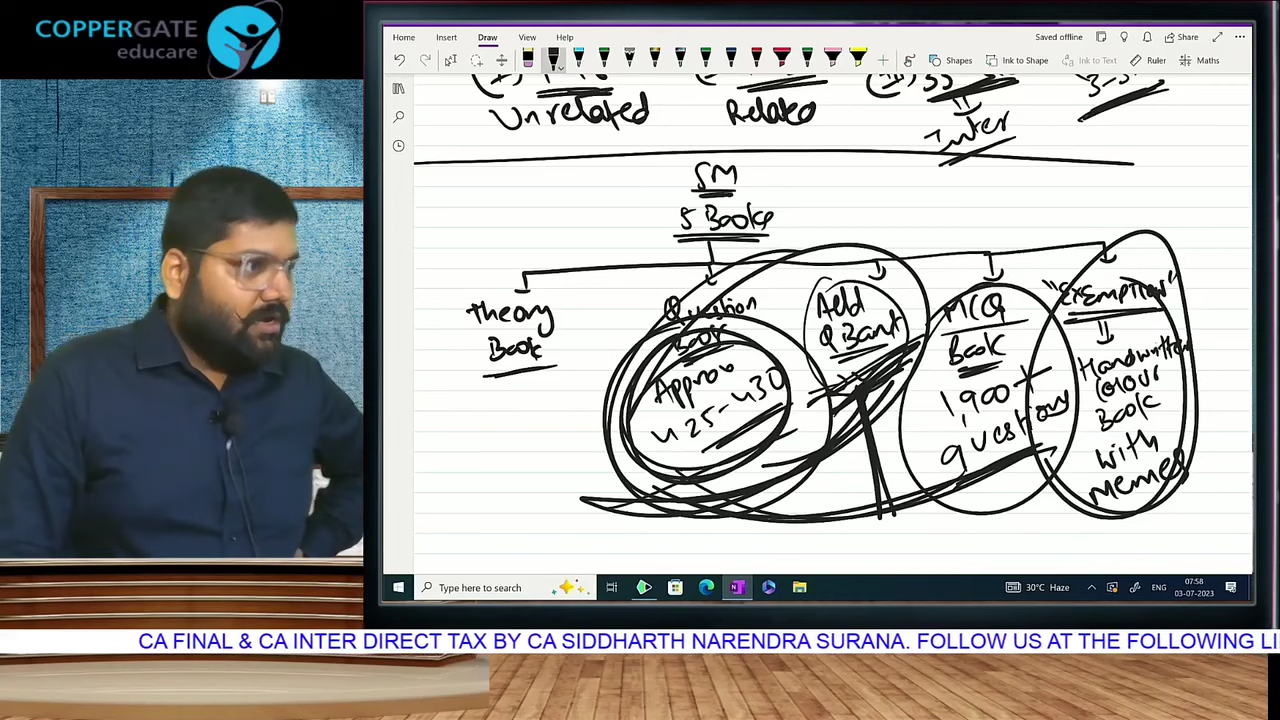 COPPERGATE
educare
Home Insert Draw View Help
Saved offline
Share
Shapes
Ink to Shape
Ink to Text
Ruler
Maths
Unrelated
Related
Inter
SM
5 Books
Theory
Book
Question
Book
Approx
425-430
Add
Q Bank
MCQ
Book
1,900+
questions
"Exemption"
Handwritten
Colour
Book
with
memes
Type here to search
30°C Haze
ENG
07:58
03-07-2023
CA FINAL & CA INTER DIRECT TAX BY CA SIDDHARTH NARENDRA SURANA. FOLLOW US AT THE FOLLOWING LI